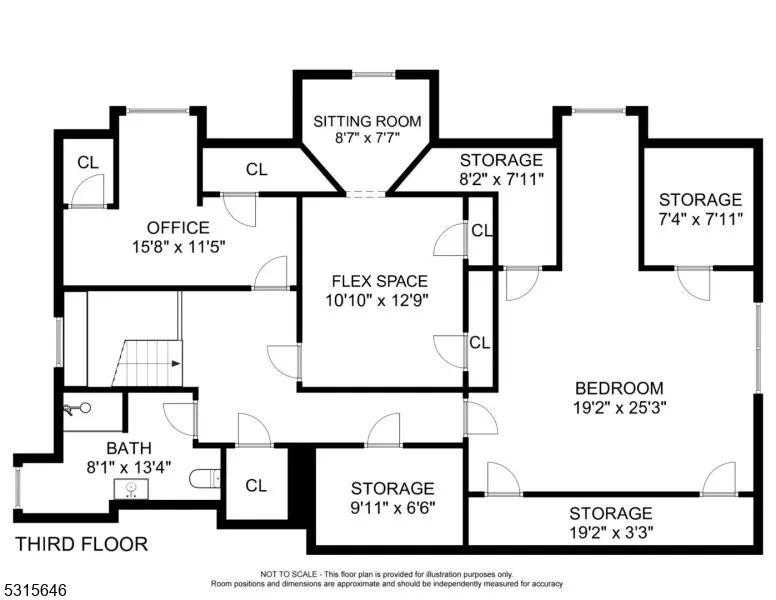 SITTING ROOM
8'7" x 7'7"
CL
CL
STORAGE
8'2" x 7'11"
STORAGE
7'4" x 7'11"
OFFICE
15'8" x 11'5"
CL
FLEX SPACE
10'10" x 12'9"
CL
BEDROOM
19'2" x 25'3"
BATH
8'1" x 13'4"
CL
STORAGE
9'11" x 6'6"
STORAGE
19'2" x 3'3"
THIRD FLOOR
NOT TO SCALE - This floor plan is provided for illustration purposes only.
Room positions and dimensions are approximate and should be independently measured for accuracy
5315646